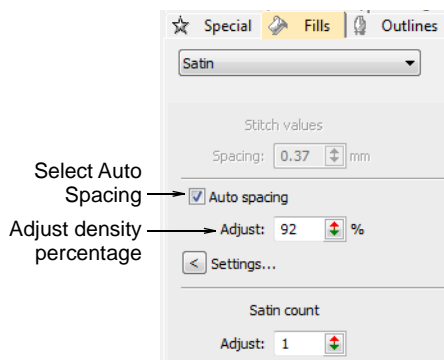 Special Fills Outlines
Satin
Stitch values
Spacing: 0.37 mm
Select Auto
Spacing
Auto spacing
Adjust density
percentage
Adjust: 92 %
< Settings...
Satin count
Adjust: 1